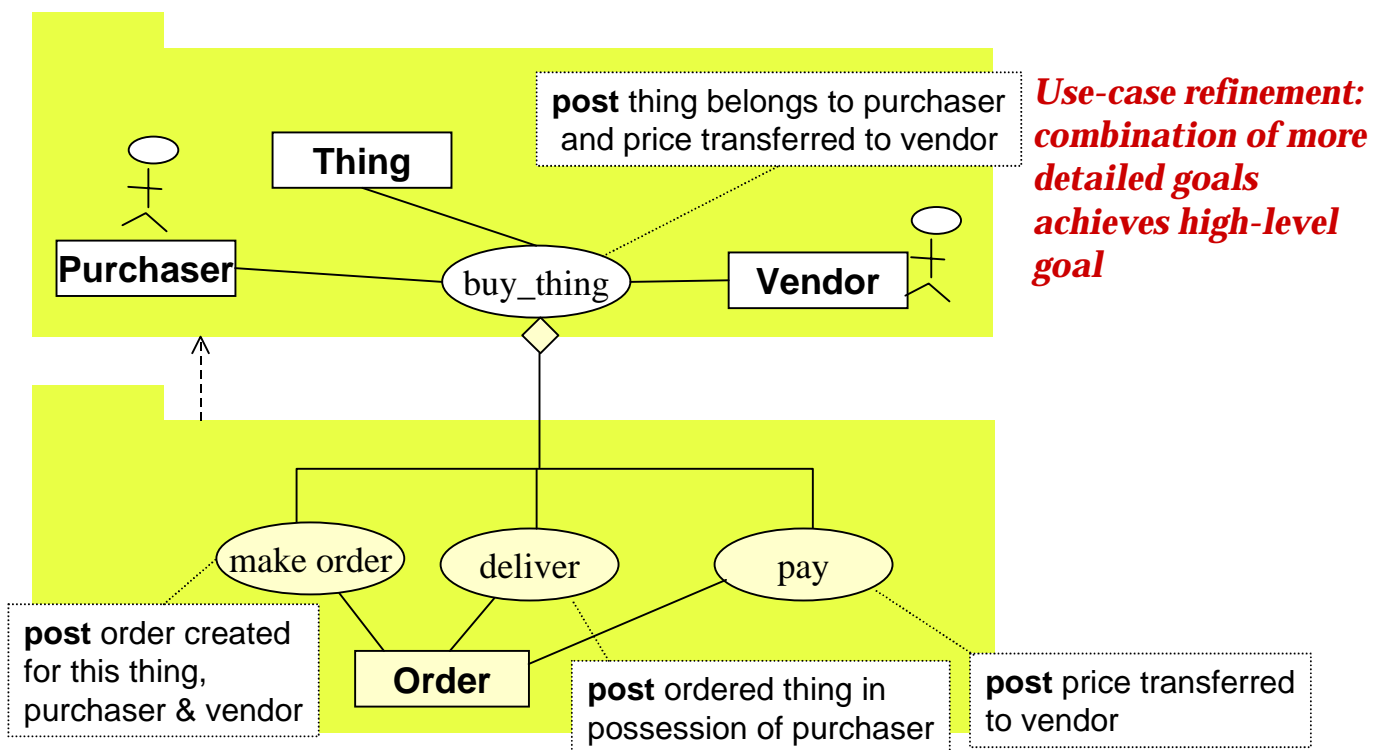 post thing belongs to purchaser
and price transferred to vendor
Use-case refinement:
combination of more
detailed goals
achieves high-level
goal
Thing
Purchaser
buy_thing
Vendor
make order
deliver
pay
post order created
for this thing,
purchaser & vendor
Order
post ordered thing in
possession of purchaser
post price transferred
to vendor